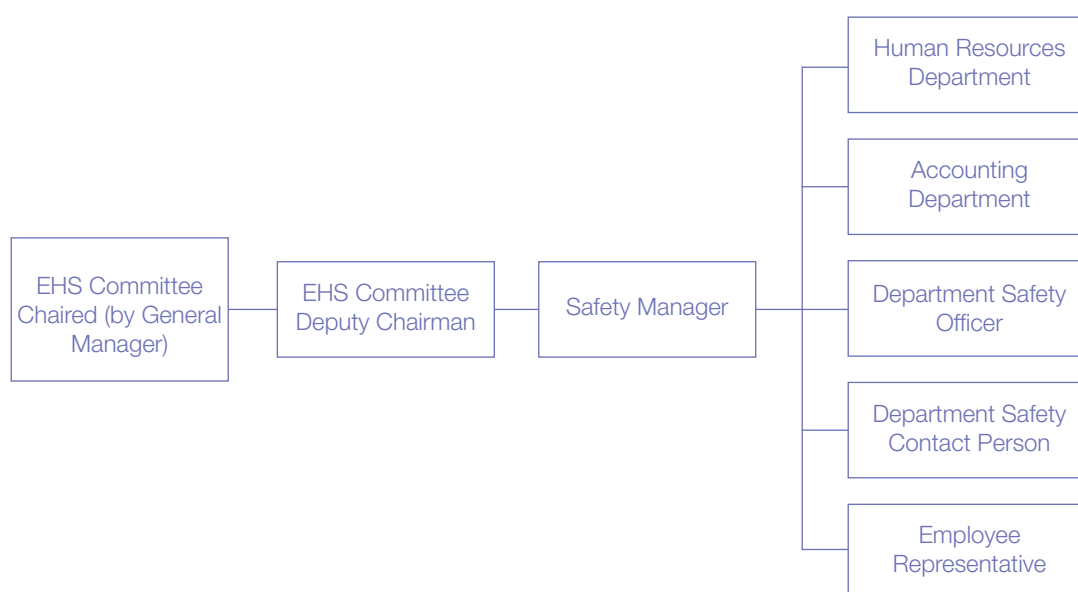 EHS Committee
Chaired (by General
Manager)
EHS Committee
Deputy Chairman
Safety Manager
Human Resources
Department
Accounting
Department
Department Safety
Officer
Department Safety
Contact Person
Employee
Representative